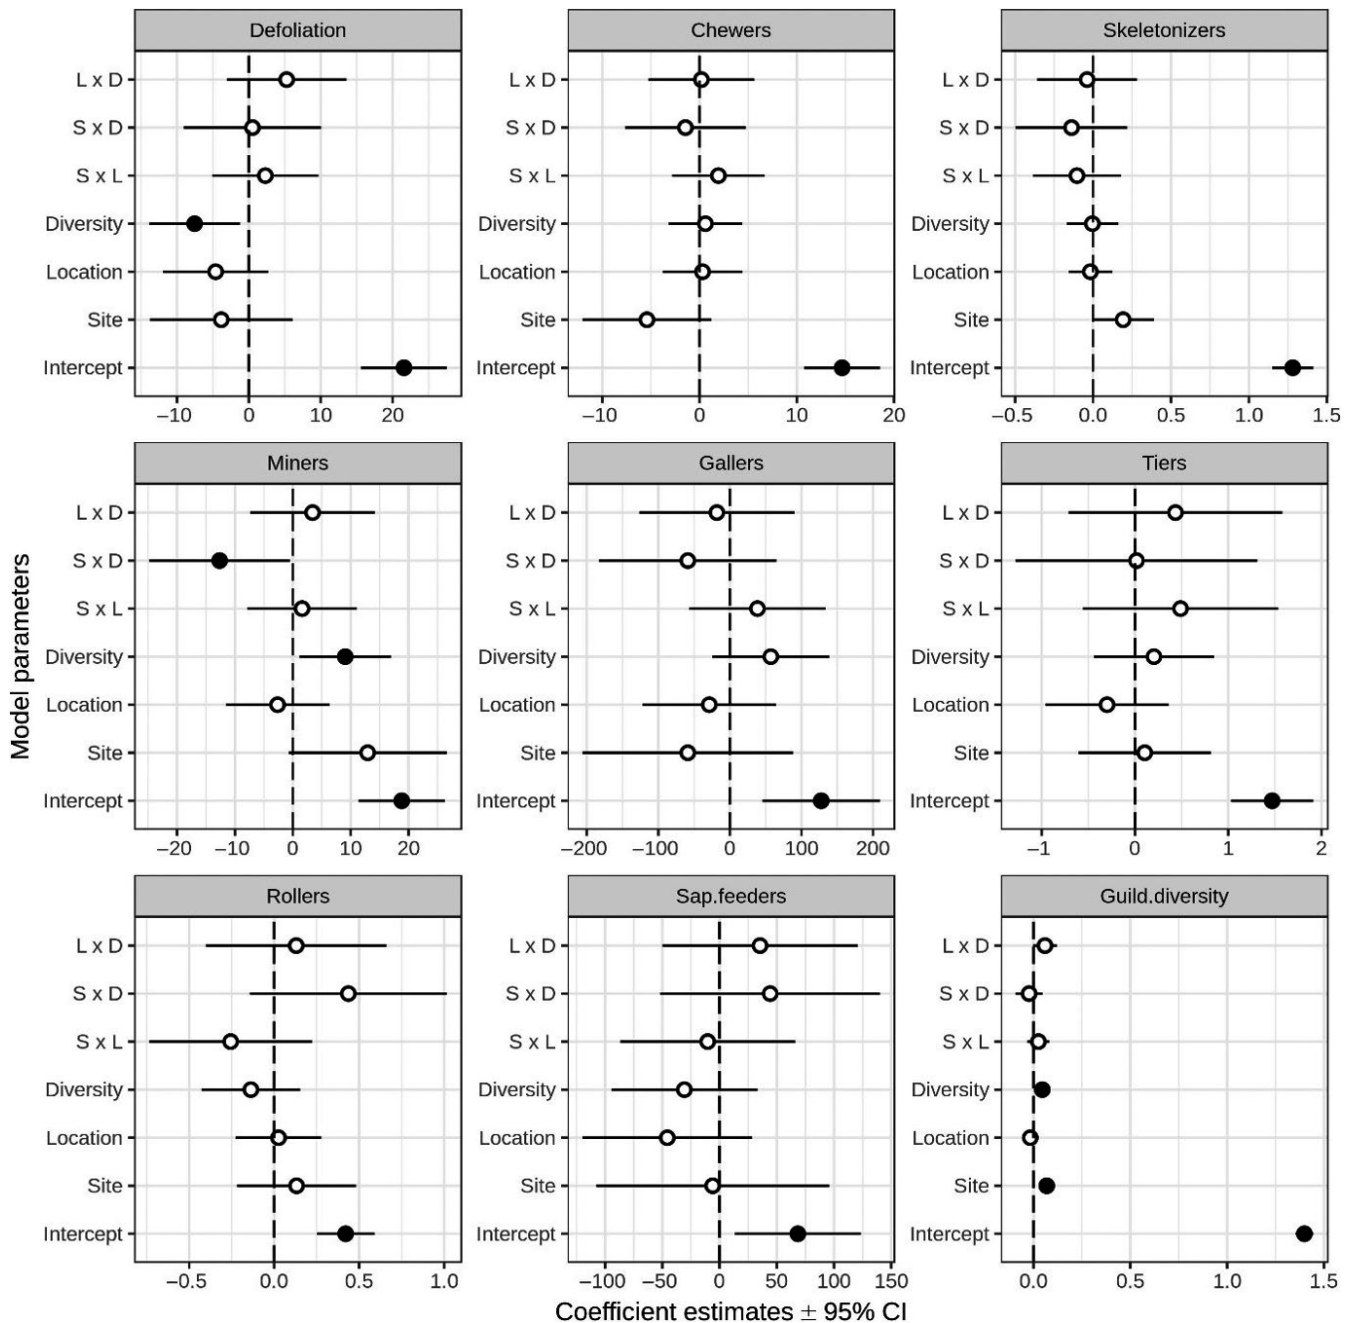 Defoliation Chewers Skeletonizers
L x D L x D L x D
S x D S x D S x D
S x L S x L S x L
Diversity Diversity Diversity
Location Location Location
Site Site Site
Intercept Intercept Intercept
−10 0 10 20 −10 0 10 20 −0.5 0.0 0.5 1.0 1.5
Miners Gallers Tiers
L x D L x D L x D
S x D S x D S x D
S x L S x L S x L
Diversity Diversity Diversity
Location Location Location
Site Site Site
Intercept Intercept Intercept
−20 −10 0 10 20 −200 −100 0 100 200 −1 0 1 2
Model parameters
Rollers Sap.feeders Guild.diversity
L x D L x D L x D
S x D S x D S x D
S x L S x L S x L
Diversity Diversity Diversity
Location Location Location
Site Site Site
Intercept Intercept Intercept
−0.5 0.0 0.5 1.0 −100 −50 0 50 100 150 0.0 0.5 1.0 1.5
Coefficient estimates ± 95% CI